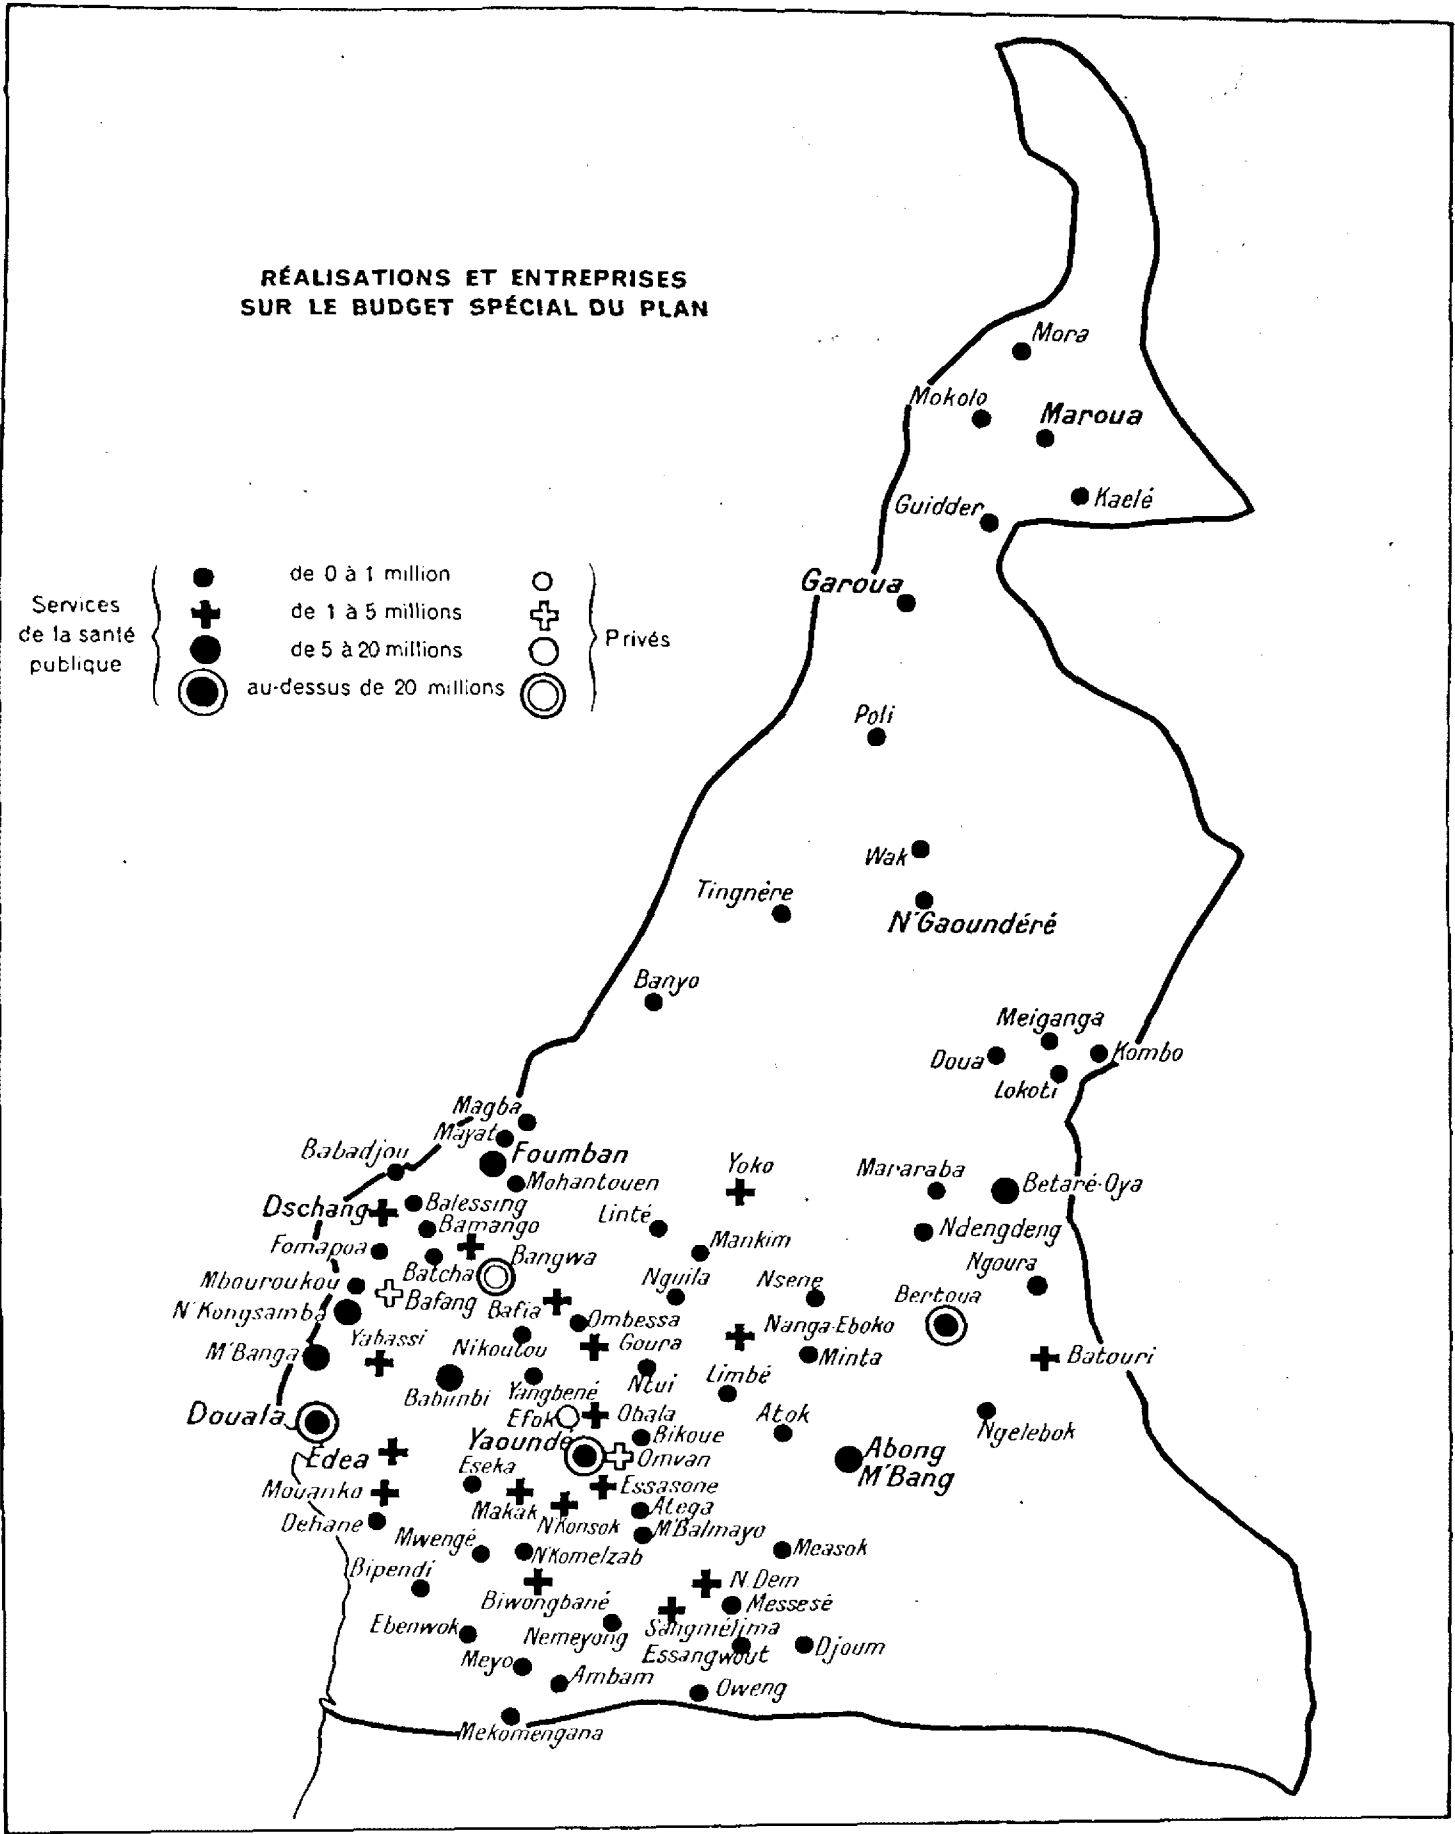 RÉALISATIONS ET ENTREPRISES
SUR LE BUDGET SPÉCIAL DU PLAN
Services
de la santé
publique
de 0 à 1 million
de 1 à 5 millions
de 5 à 20 millions
au-dessus de 20 millions
Privés
Mora
Mokolo
Maroua
Kaelé
Guidder
Garoua
Poli
Wak
Tingnère
N'Gaoundéré
Banyo
Meiganga
Doua
Kombo
Lokoti
Magba
Mayat
Babadjou
Foumban
Yoko
Mararaba
Betaré-Oya
Mohantouen
Dschang
Balessing
Linté
Bamango
Ndengdeng
Fomapoa
Mankim
Bangwa
Ngoura
Mbouroukou
Batcha
Nguila
Nsene
Bertoua
N'Kongsamba
Bafang
Bafia
Ombessa
Nanga-Eboko
Yabassi
Nikoutou
Goura
M'Banga
Minta
Batouri
Babimbi
Yangbené
Ntui
Limbé
Douala
Efok
Obala
Atok
Ngelebok
Yaoundé
Bikoue
Abong
M'Bang
Edea
Eseka
Omvan
Mouanko
Essasone
Makak
Atega
Dehane
N'Konsok
M'Balmayo
Mwengé
N'Komelzab
Measok
Bipendi
N.Dem
Biwongbané
Messesé
Ebenwok
Nemeyong
Sangmélima
Essangwout
Djoum
Meyo
Ambam
Oweng
Mekomengana